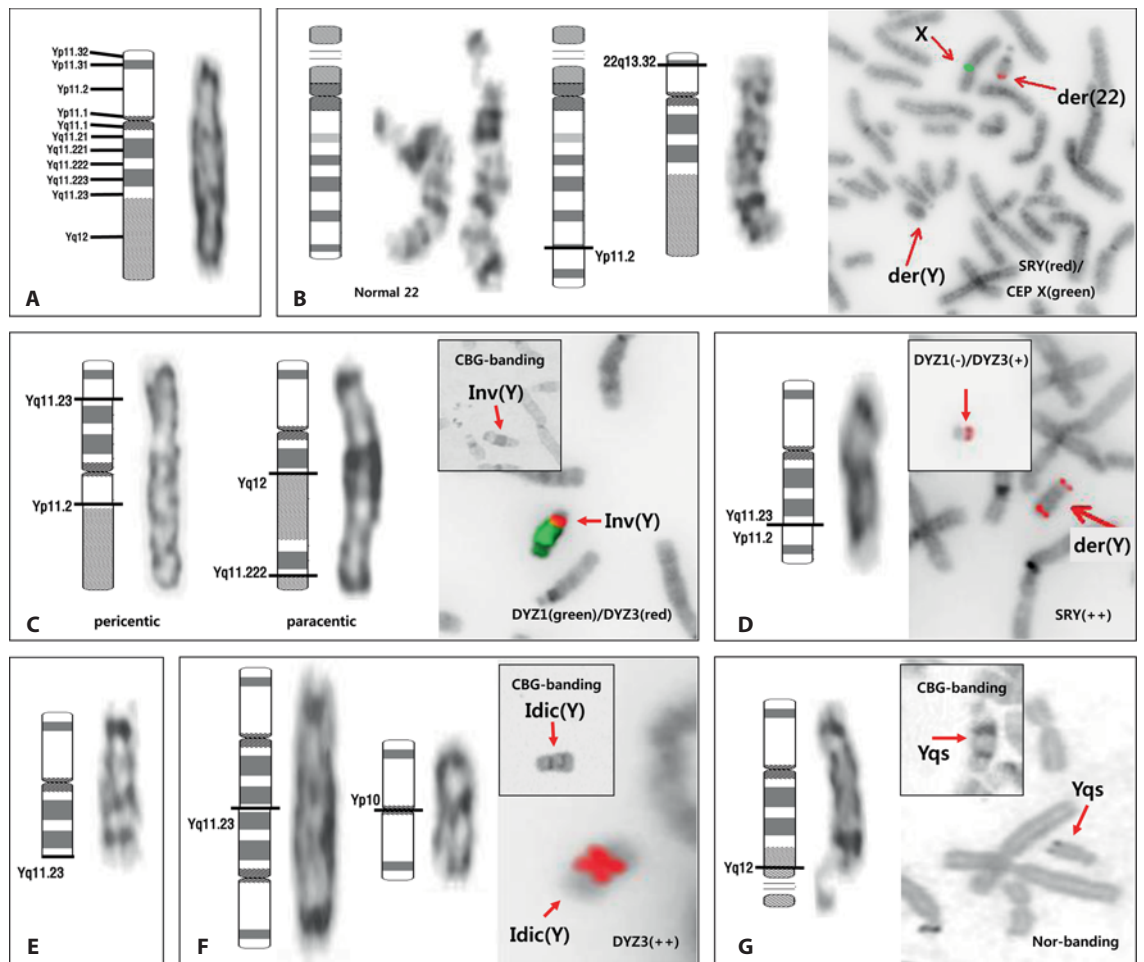 Yp11.32
Yp11.31
Yp11.2
Yp11.1
Yq11.1
Yq11.21
Yq11.221
Yq11.222
Yq11.223
Yq11.23
Yq12
A
Normal 22
Yp11.2
22q13.32
X
der(22)
der(Y)
SRY(red)/
CEP X(green)
B
Yq11.23
Yp11.2
pericentic
Yq12
Yq11.222
paracentic
CBG-banding
Inv(Y)
Inv(Y)
DYZ1(green)/DYZ3(red)
C
Yq11.23
Yp11.2
DYZ1(-)/DYZ3(+)
der(Y)
SRY(++)
D
Yq11.23
E
Yq11.23
Yp10
CBG-banding
Idic(Y)
Idic(Y)
DYZ3(++)
F
Yq12
CBG-banding
Yqs
Yqs
Nor-banding
G